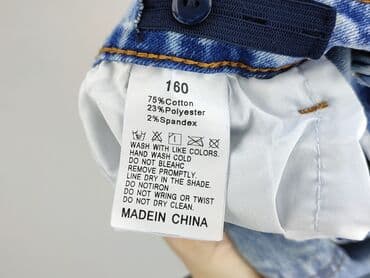 160
75%Cotton
23%Polyester
2%Spandex
WASH WITH LIKE COLORS.
HAND WASH COLD
DO NOT BLEAHC
REMOVE PROMPTLY.
LINE DRY IN THE SHADE.
DO NOTIRON
DO NOT WRING OR TWIST
DO NOT DRY CLEAN.
MADEIN CHINA